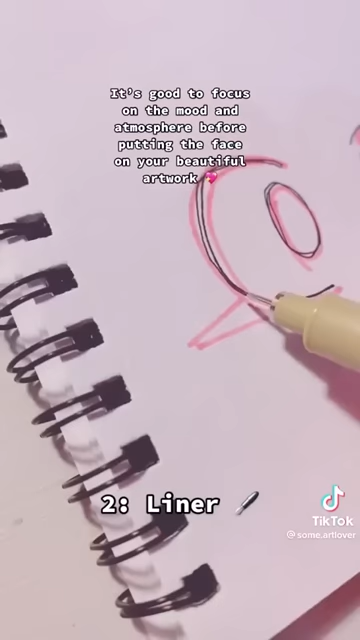 It's good to focus
on the mood and
atmosphere before
putting the face
on your beautiful
artwork 💖
2: Liner 🖊️
TikTok
@some.artlover